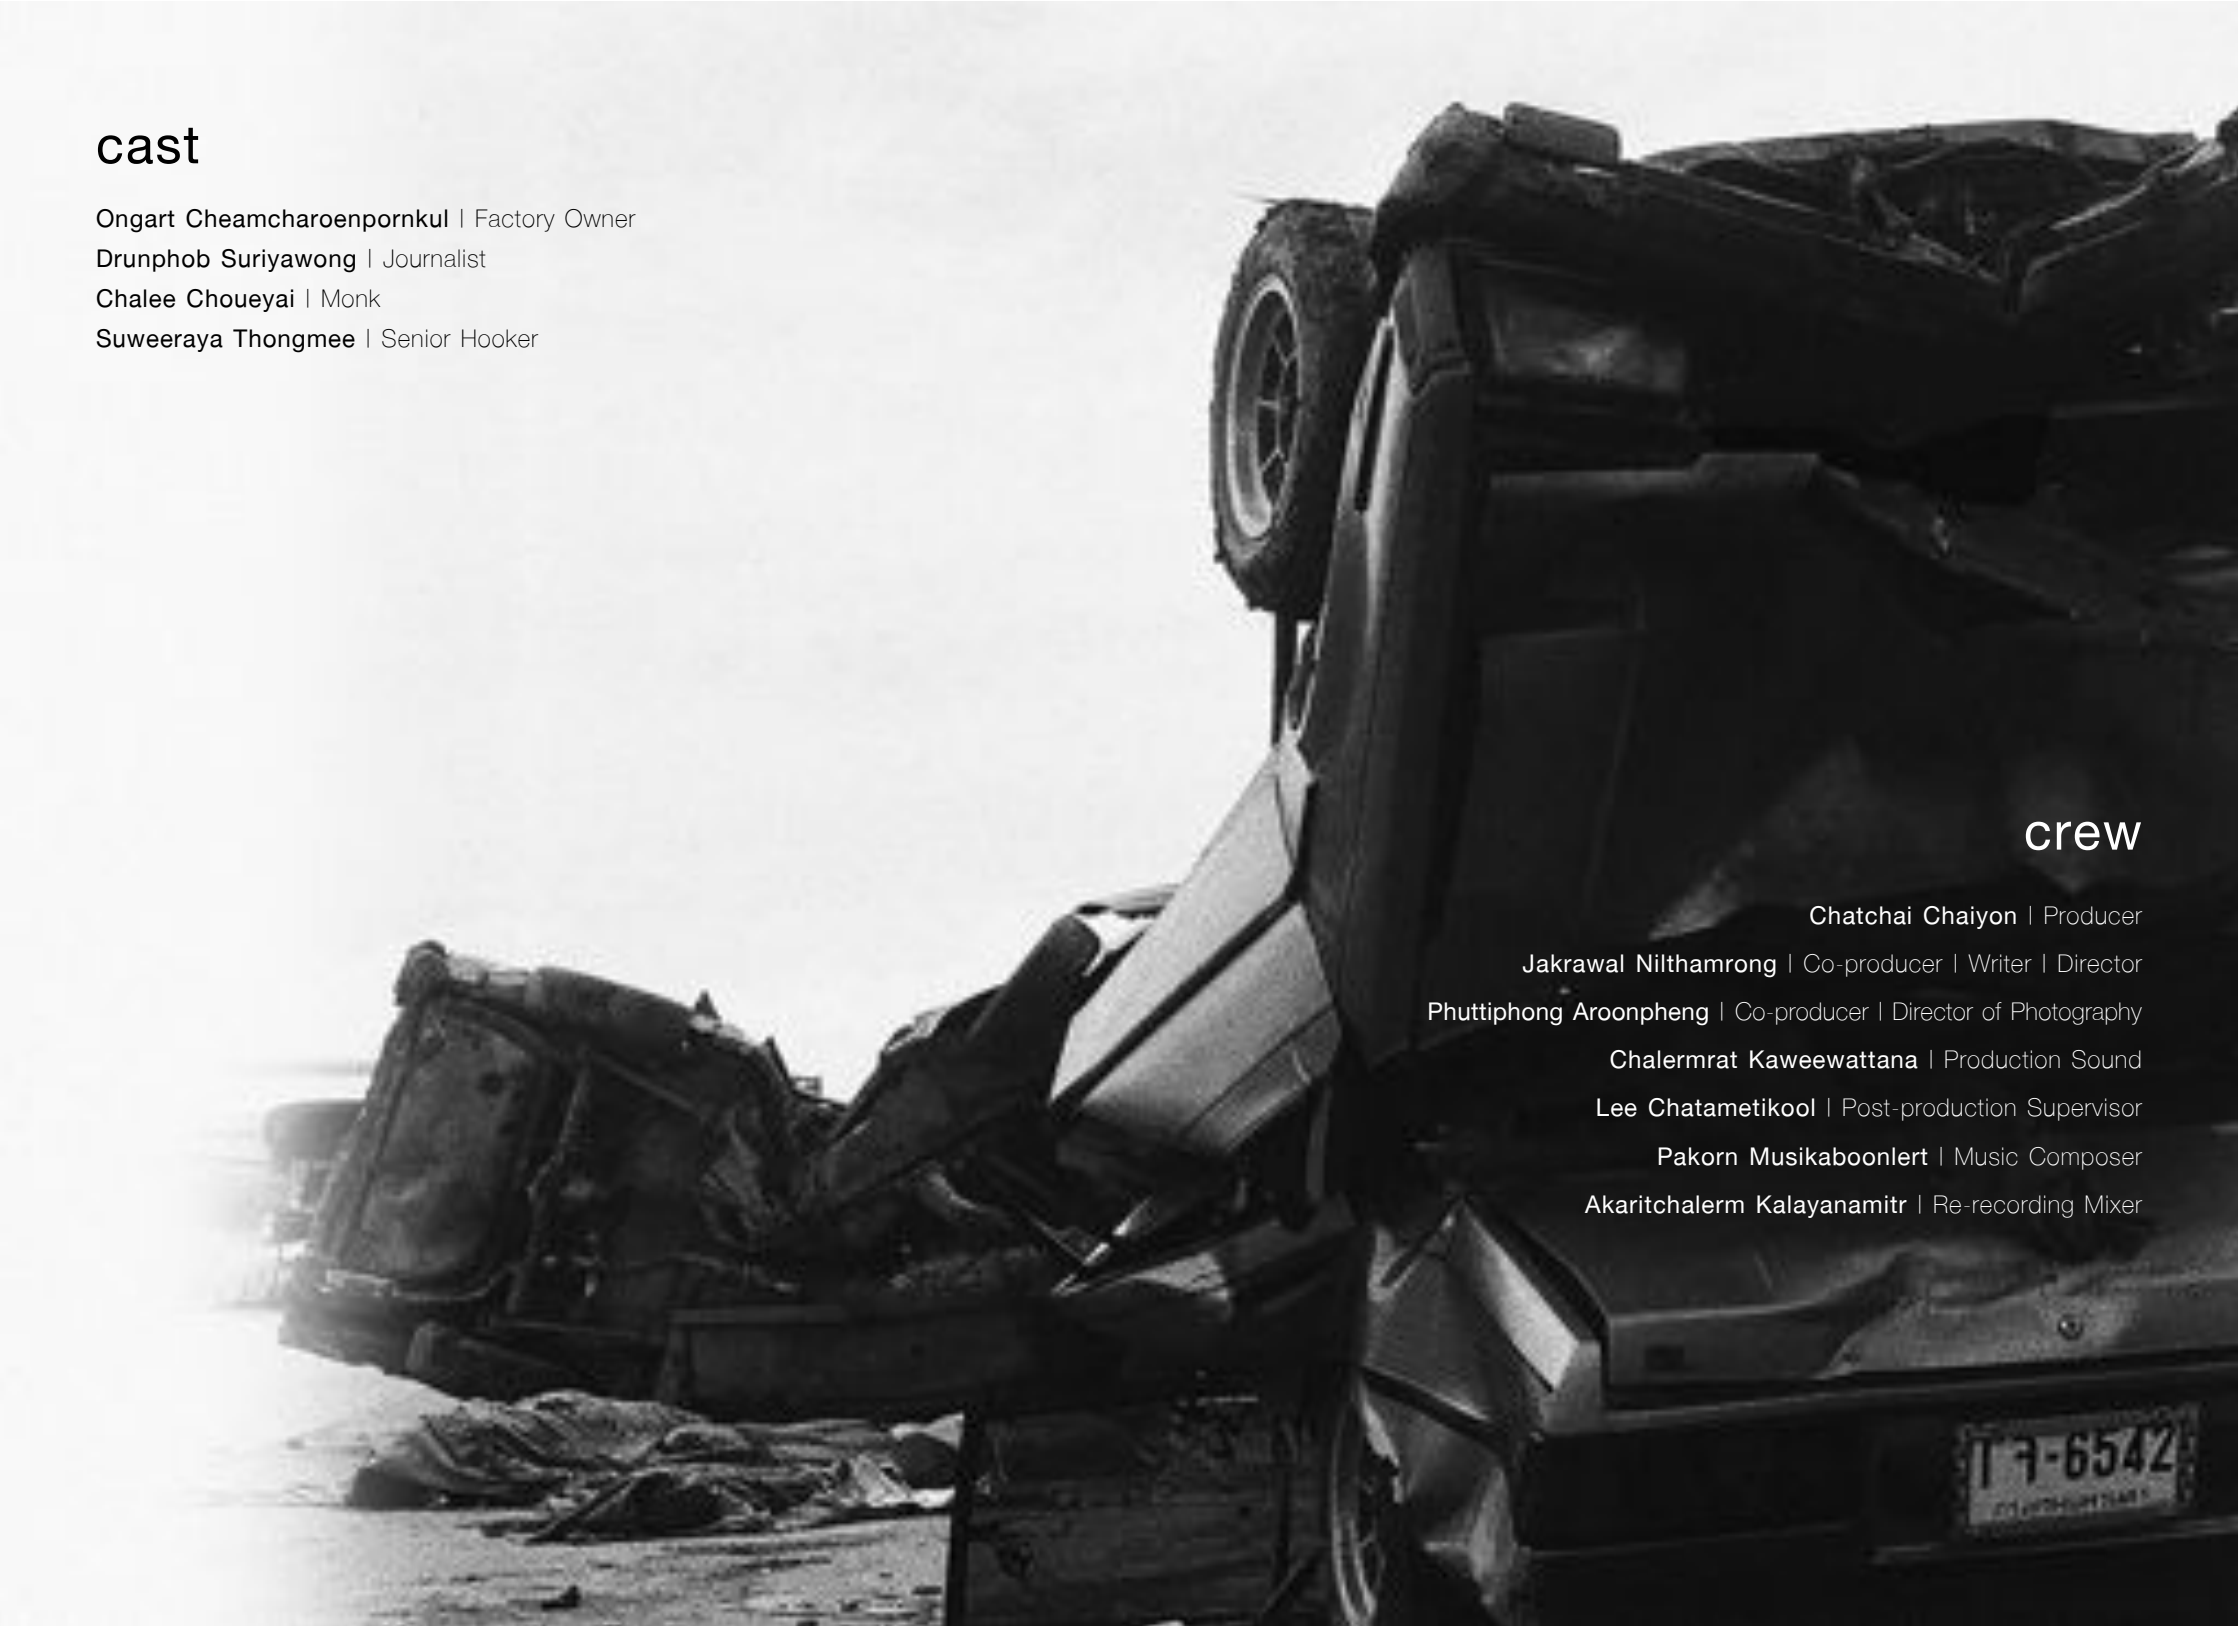 cast
Ongart Cheamcharoenpornkul | Factory Owner
Drunphob Suriyawong | Journalist
Chalee Choueyai | Monk
Suweeraya Thongmee | Senior Hooker
crew
Chatchai Chaiyon | Producer
Jakrawal Nilthamrong | Co-producer | Writer | Director
Phuttiphong Aroonpheng | Co-producer | Director of Photography
Chalermrat Kaweewattana | Production Sound
Lee Chatametikool | Post-production Supervisor
Pakorn Musikaboonlert | Music Composer
Akaritchalerm Kalayanamitr | Re-recording Mixer
-6542